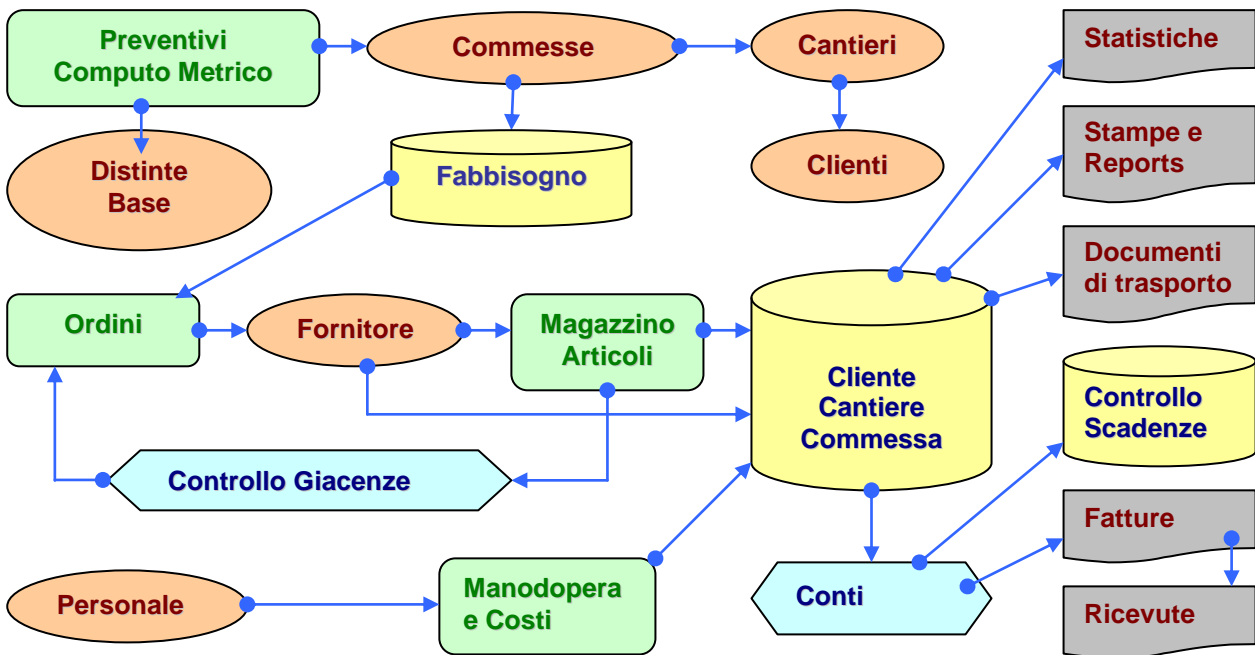 Preventivi
Computo Metrico
Commesse
Cantieri
Statistiche
Distinte
Base
Fabbisogno
Clienti
Stampe e
Reports
Documenti
di trasporto
Ordini
Fornitore
Magazzino
Articoli
Cliente
Cantiere
Commessa
Controllo
Scadenze
Controllo Giacenze
Fatture
Personale
Manodopera
e Costi
Conti
Ricevute